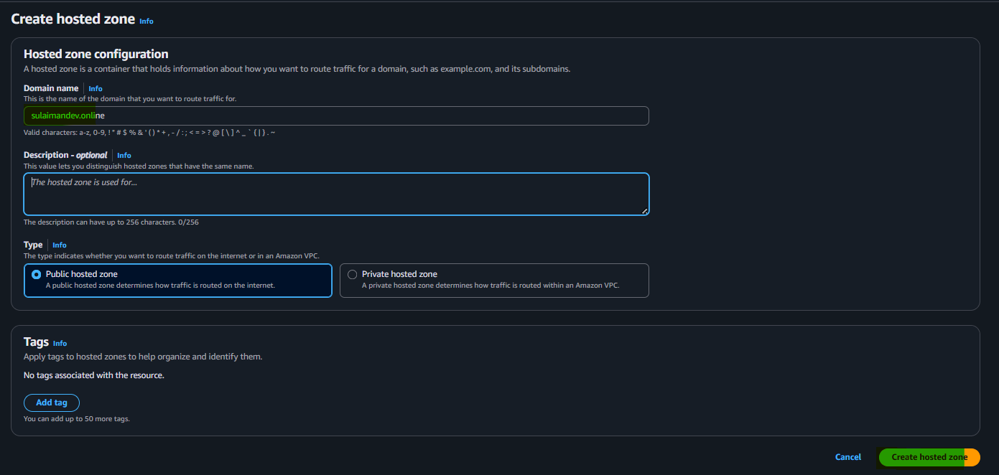 Create hosted zone Info
Hosted zone configuration
A hosted zone is a container that holds information about how you want to route traffic for a domain, such as example.com, and its subdomains.
Domain name Info
This is the name of the domain that you want to route traffic for.
sulaimandev.online
Valid characters: a-z, 0-9, ! " # $ % & ' ( ) * + , - / : ; < = > ? @ [ \ ] ^ _ ` { | } . ~
Description - optional Info
This value lets you distinguish hosted zones that have the same name.
The hosted zone is used for...
The description can have up to 256 characters. 0/256
Type Info
The type indicates whether you want to route traffic on the internet or in an Amazon VPC.
Public hosted zone
A public hosted zone determines how traffic is routed on the internet.
Private hosted zone
A private hosted zone determines how traffic is routed within an Amazon VPC.
Tags Info
Apply tags to hosted zones to help organize and identify them.
No tags associated with the resource.
Add tag
You can add up to 50 more tags.
Cancel Create hosted zone